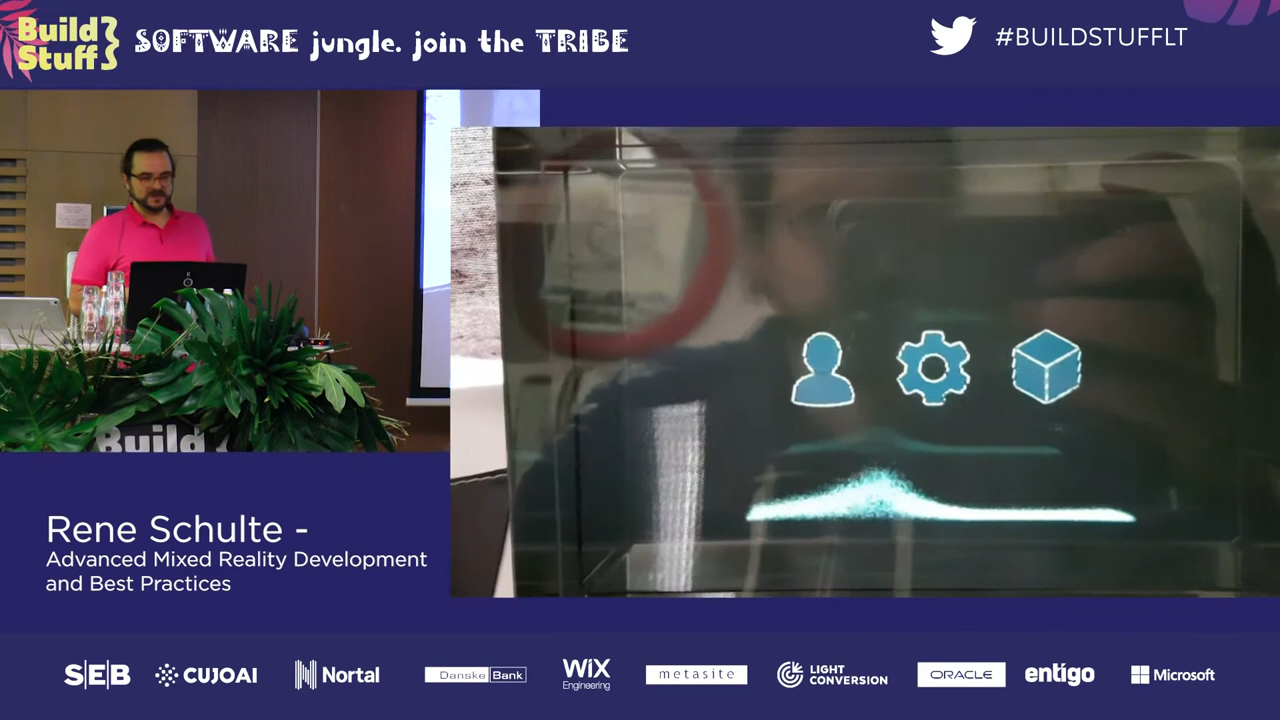 Build
Stuff
SOFTWARE jungle. join the TRIBE
#BUILDSTUFFLT
Build
Rene Schulte -
Advanced Mixed Reality Development
and Best Practices
S|E|B
CUJOAI
Nortal
Danske Bank
WiX
Engineering
metasite
LIGHT
CONVERSION
ORACLE
entigo
Microsoft